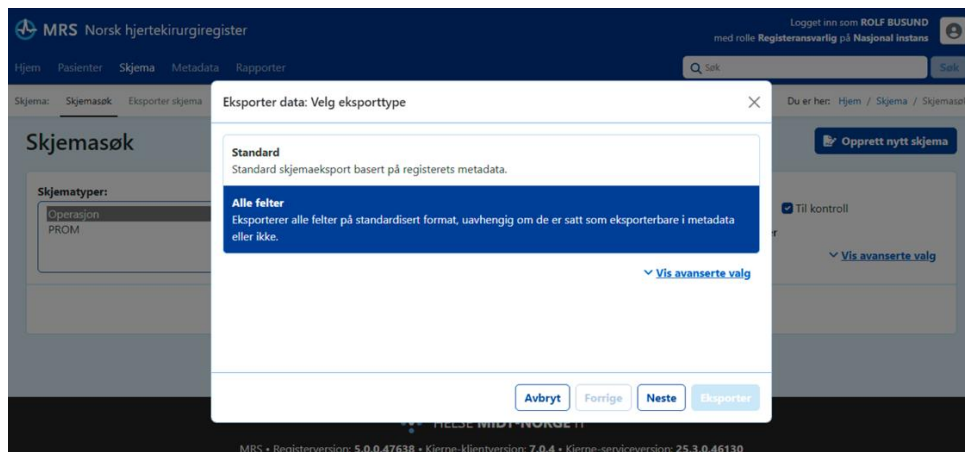 MRS Norsk hjertekirurgiregister
Logget inn som ROLF BUSUND
med rolle Registeransvarlig på Nasjonal instans
Hjem Pasienter Skjema Metadata Rapporter
Søk
Søk
Skjema: Skjemasøk Eksporter skjema
Du er her: Hjem / Skjema / Skjemasøk
Eksporter data: Velg eksporttype
Skjemasøk
Opprett nytt skjema
Standard
Standard skjemaeksport basert på registerets metadata.
Skjematyper:
Operasjon
PROM
Alle felter
Eksporterer alle felter på standardisert format, uavhengig om de er satt som eksporterbare i metadata
eller ikke.
Til kontroll
Vis avanserte valg
Vis avanserte valg
Avbryt Forrige Neste Eksporter
HELSE MIDT-NORGE IT
MRS • Registerversion: 5.0.0.47638 • Kjerne-klientversjon: 7.0.4 • Kjerne-serviceversjon: 25.3.0.46130